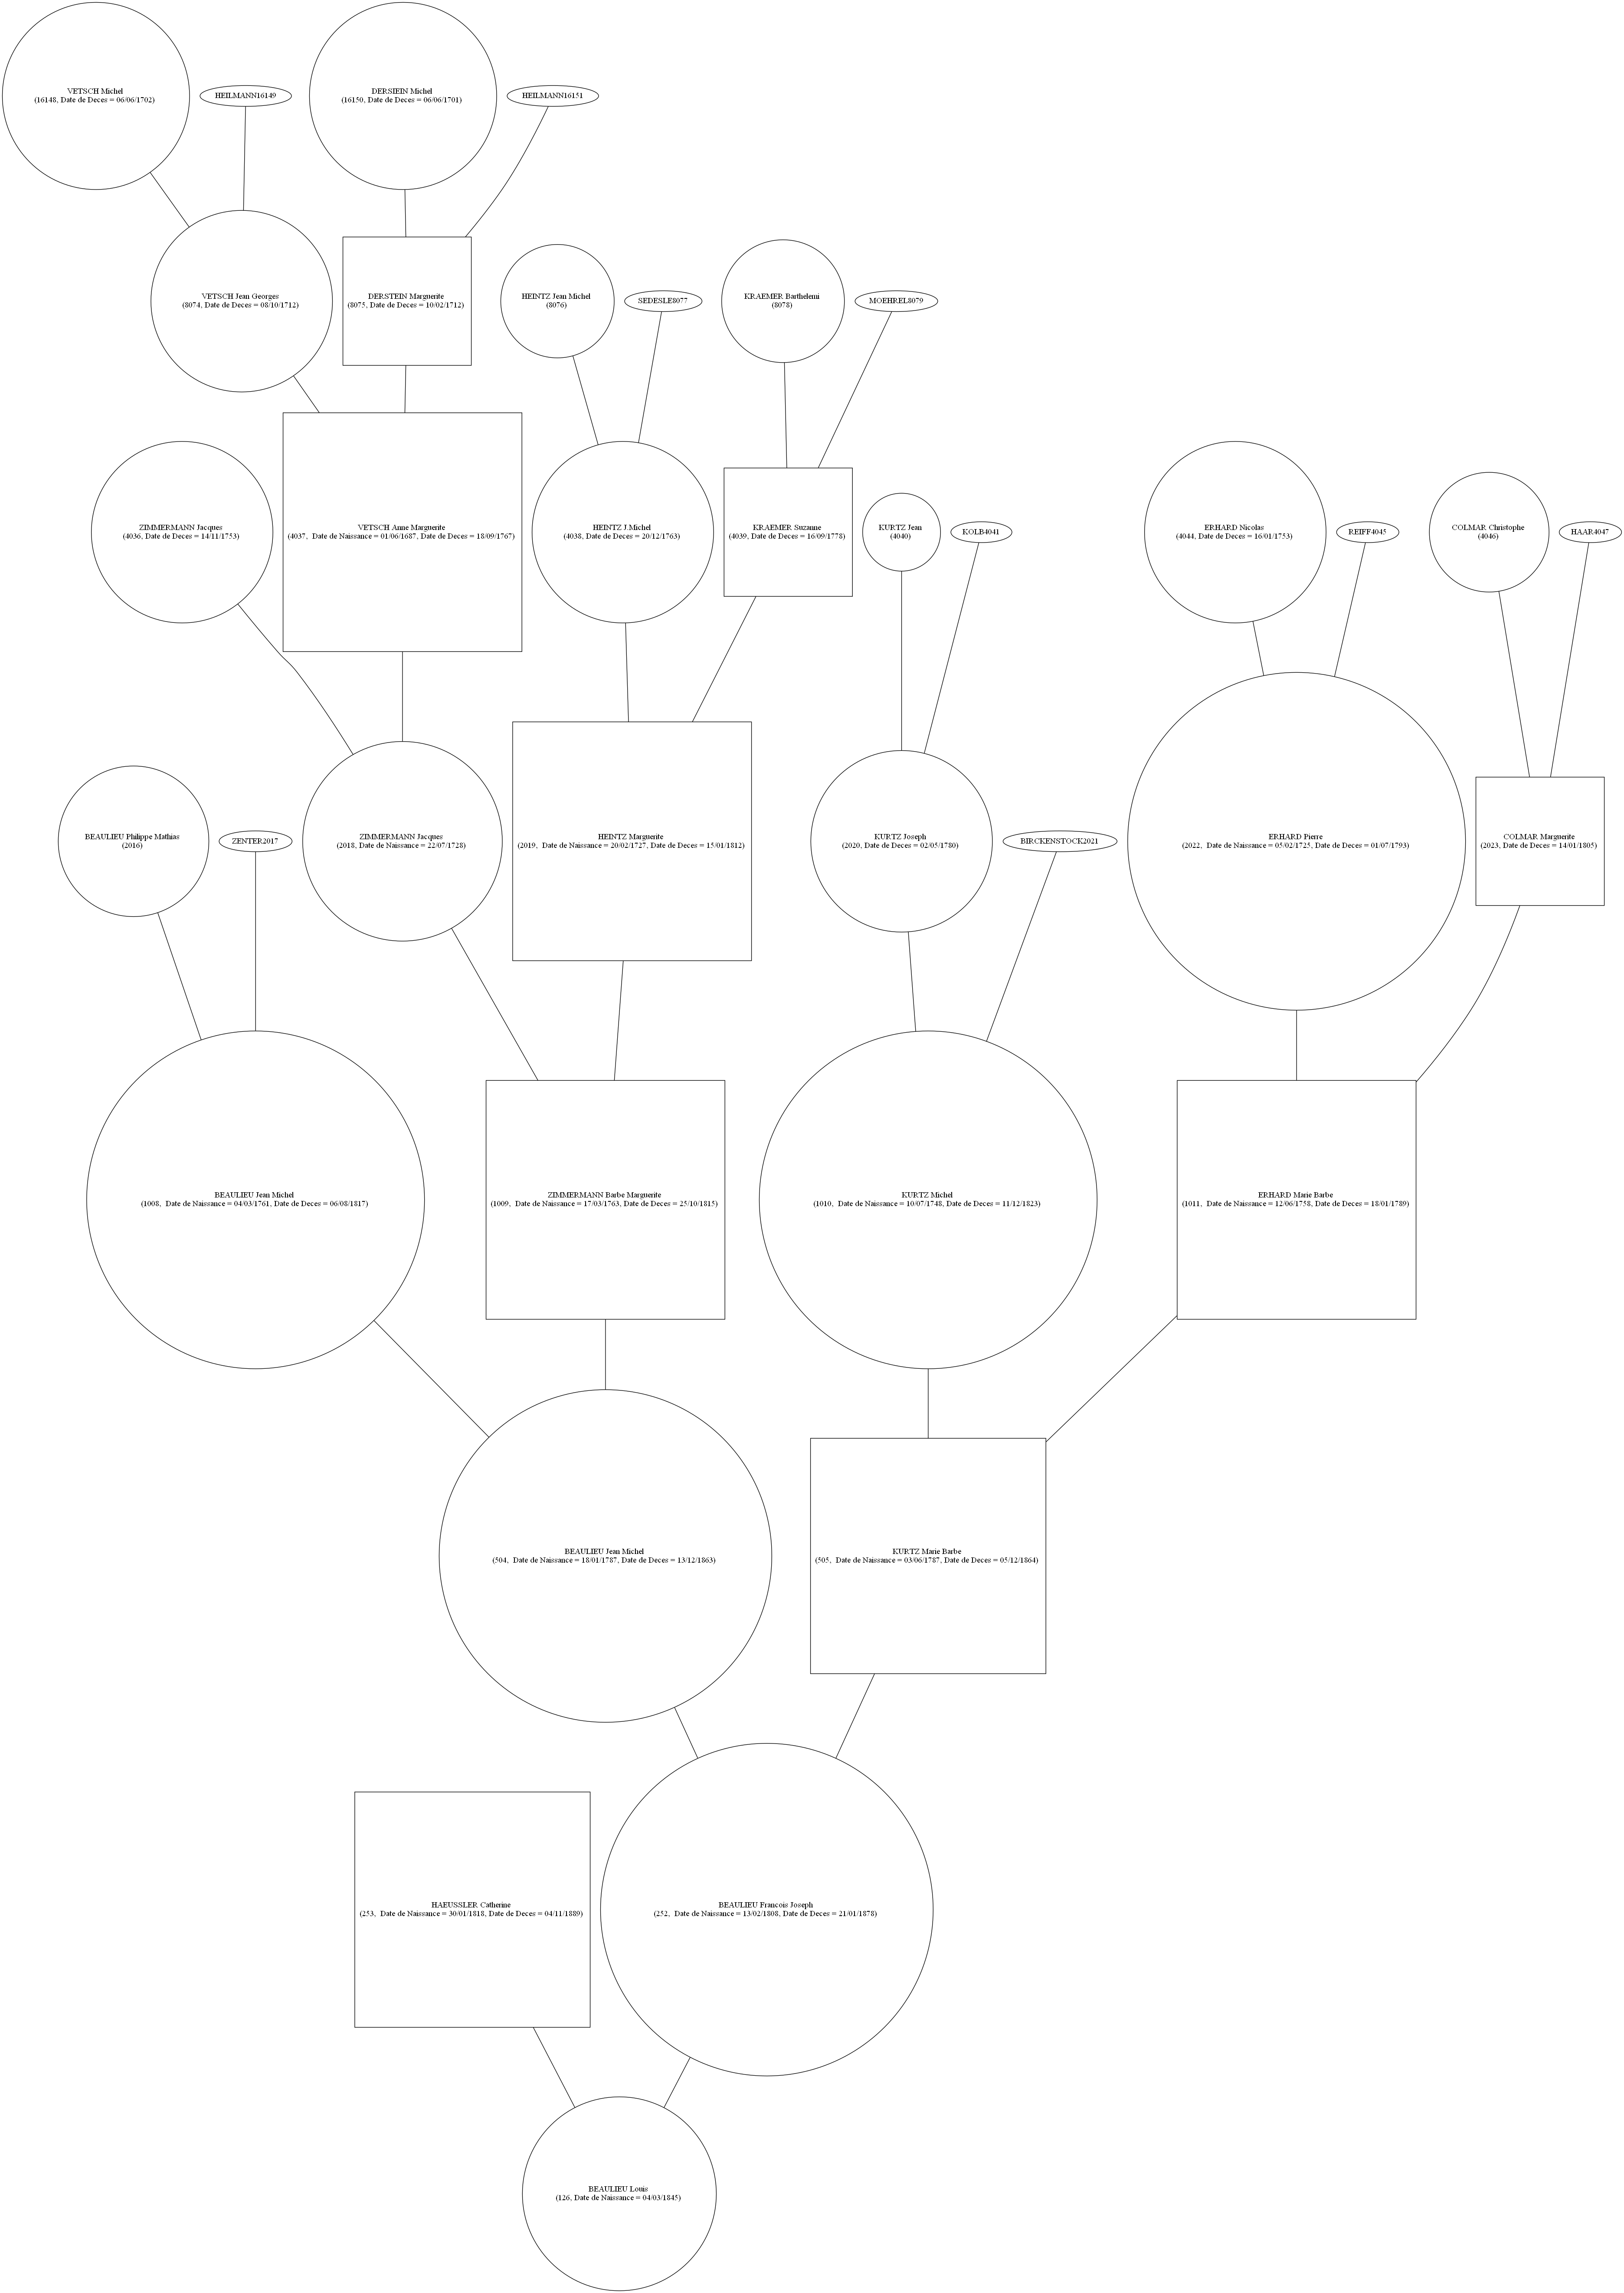 VETSCH Michel
(16148, Date de Deces = 06/06/1702)
HEILMANN16149
DERSIEIN Michel
(16150, Date de Deces = 06/06/1701)
HEILMANN16151
VETSCH Jean Georges
(8074, Date de Deces = 08/10/1712)
DERSTEIN Marguerite
(8075, Date de Deces = 10/02/1712)
HEINTZ Jean Michel
(8076)
SEDESLE8077
KRAEMER Barthelemi
(8078)
MOEHREL8079
ZIMMERMANN Jacques
(4036, Date de Deces = 14/11/1753)
VETSCH Anne Marguerite
(4037,  Date de Naissance = 01/06/1687, Date de Deces = 18/09/1767)
HEINTZ J.Michel
(4038, Date de Deces = 20/12/1763)
KRAEMER Suzanne
(4039, Date de Deces = 16/09/1778)
KURTZ Jean
(4040)
KOLB4041
ERHARD Nicolas
(4044, Date de Deces = 16/01/1753)
REIFF4045
COLMAR Christophe
(4046)
HAAR4047
BEAULIEU Philippe Mathias
(2016)
ZENTER2017
ZIMMERMANN Jacques
(2018, Date de Naissance = 22/07/1728)
HEINTZ Marguerite
(2019,  Date de Naissance = 20/02/1727, Date de Deces = 15/01/1812)
KURTZ Joseph
(2020, Date de Deces = 02/05/1780)
BIRCKENSTOCK2021
ERHARD Pierre
(2022,  Date de Naissance = 05/02/1725, Date de Deces = 01/07/1793)
COLMAR Marguerite
(2023, Date de Deces = 14/01/1805)
BEAULIEU Jean Michel
(1008,  Date de Naissance = 04/03/1761, Date de Deces = 06/08/1817)
ZIMMERMANN Barbe Marguerite
(1009,  Date de Naissance = 17/03/1763, Date de Deces = 25/10/1815)
KURTZ Michel
(1010,  Date de Naissance = 10/07/1748, Date de Deces = 11/12/1823)
ERHARD Marie Barbe
(1011,  Date de Naissance = 12/06/1758, Date de Deces = 18/01/1789)
BEAULIEU Jean Michel
(504,  Date de Naissance = 18/01/1787, Date de Deces = 13/12/1863)
KURTZ Marie Barbe
(505,  Date de Naissance = 03/06/1787, Date de Deces = 05/12/1864)
HAEUSSLER Catherine
(253,  Date de Naissance = 30/01/1818, Date de Deces = 04/11/1889)
BEAULIEU Francois Joseph
(252,  Date de Naissance = 13/02/1808, Date de Deces = 21/01/1878)
BEAULIEU Louis
(126, Date de Naissance = 04/03/1845)